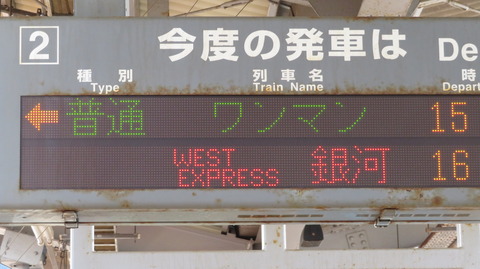 2 今度の発車は De
種別 列車名 時
Type Train Name Depar
普通 ワンマン 15
WEST EXPRESS 銀河 16